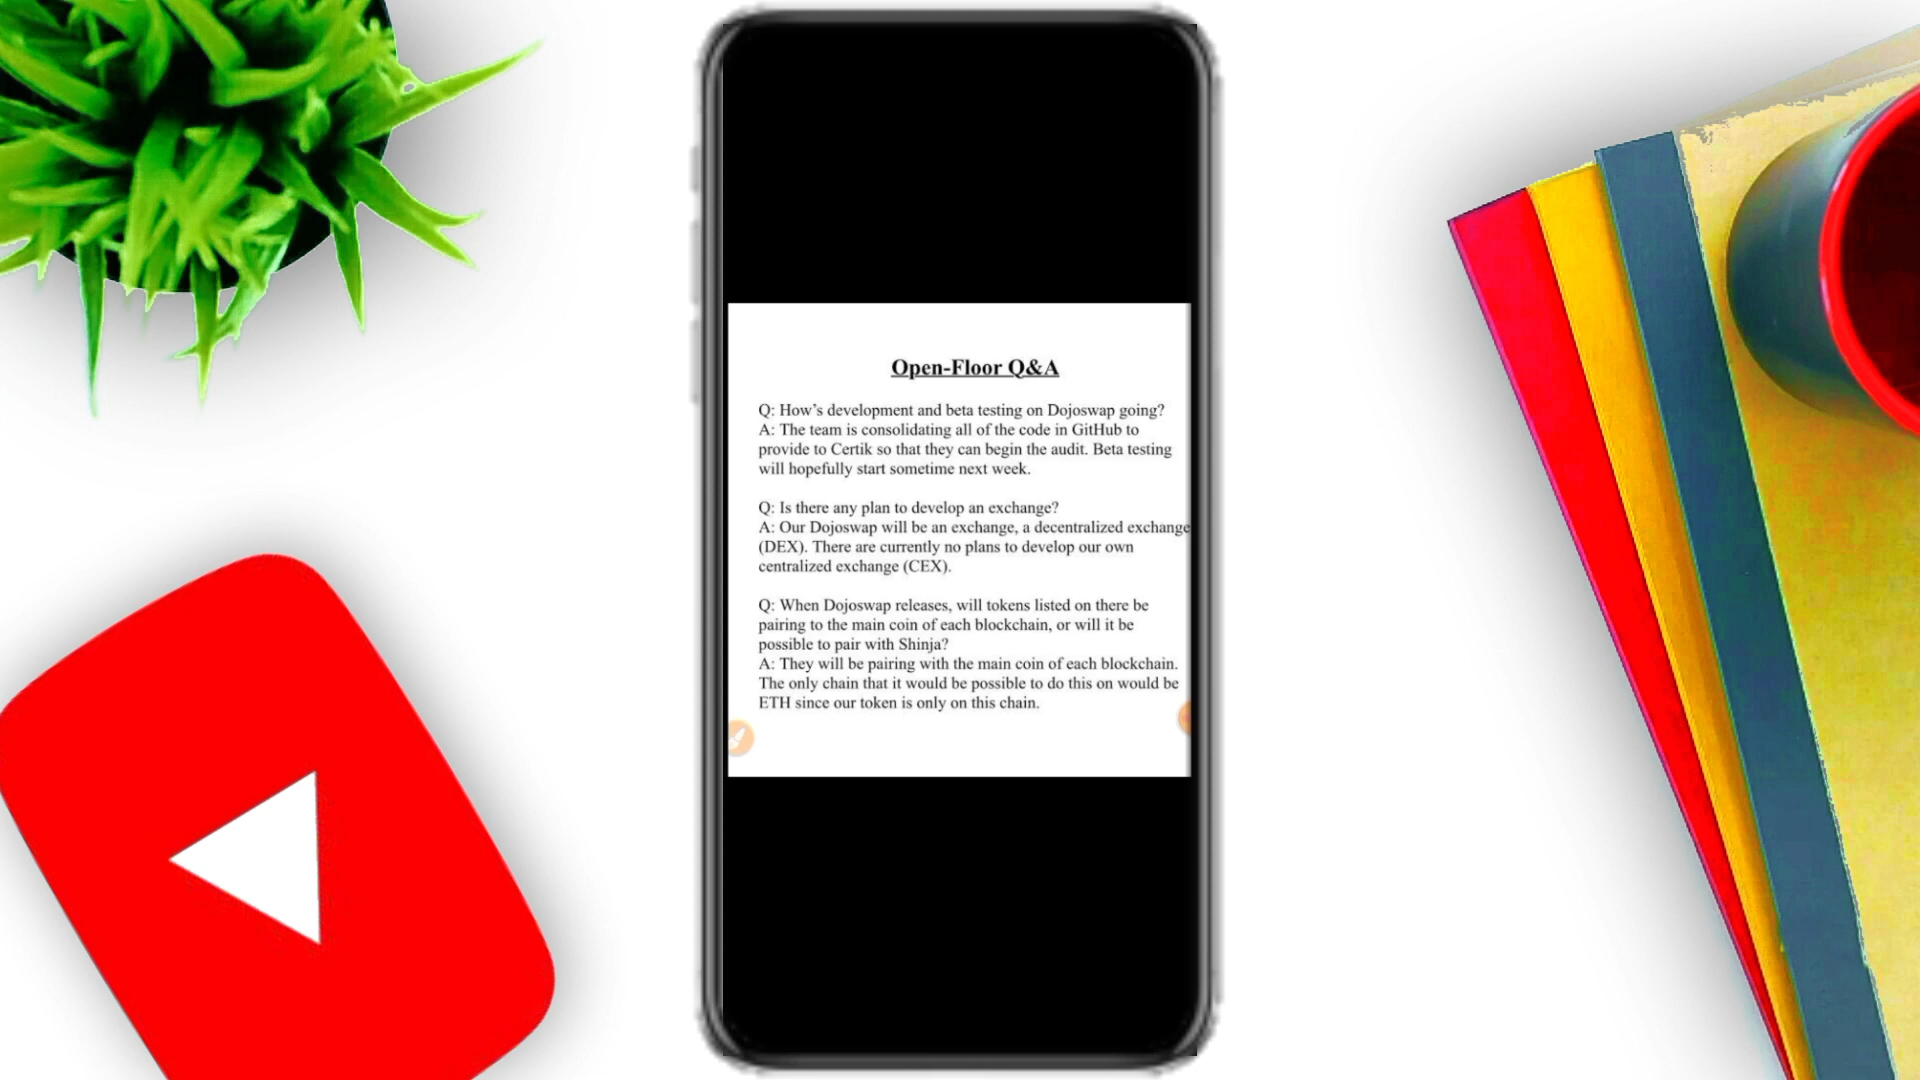 Open-Floor Q&A
Q: How's development and beta testing on Dojoswap going?
A: The team is consolidating all of the code in GitHub to
provide to Certik so that they can begin the audit. Beta testing
will hopefully start sometime next week.
Q: Is there any plan to develop an exchange?
A: Our Dojoswap will be an exchange, a decentralized exchange
(DEX). There are currently no plans to develop our own
centralized exchange (CEX).
Q: When Dojoswap releases, will tokens listed on there be
pairing to the main coin of each blockchain, or will it be
possible to pair with Shinja?
A: They will be pairing with the main coin of each blockchain.
The only chain that it would be possible to do this on would be
ETH since our token is only on this chain.